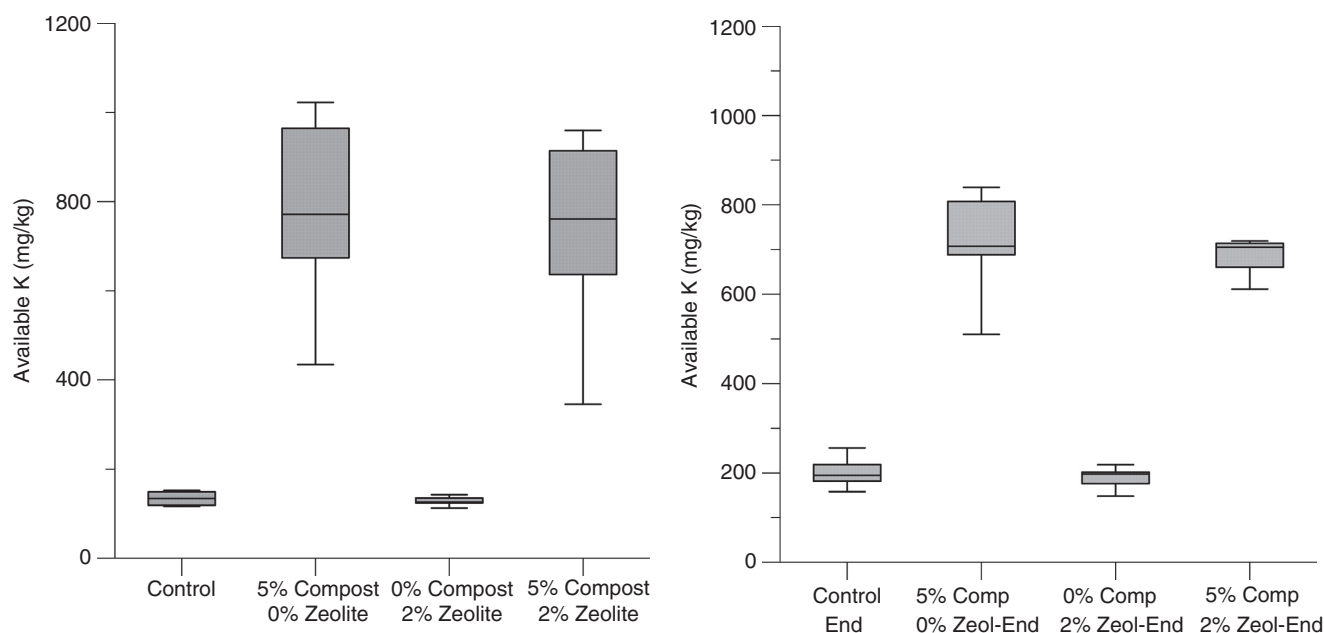 1200
800
400
0
Available K (mg/kg)
Control
5% Compost
0% Zeolite
0% Compost
2% Zeolite
5% Compost
2% Zeolite
1200
1000
800
600
400
200
0
Available K (mg/kg)
Control
End
5% Comp
0% Zeol-End
0% Comp
2% Zeol-End
5% Comp
2% Zeol-End